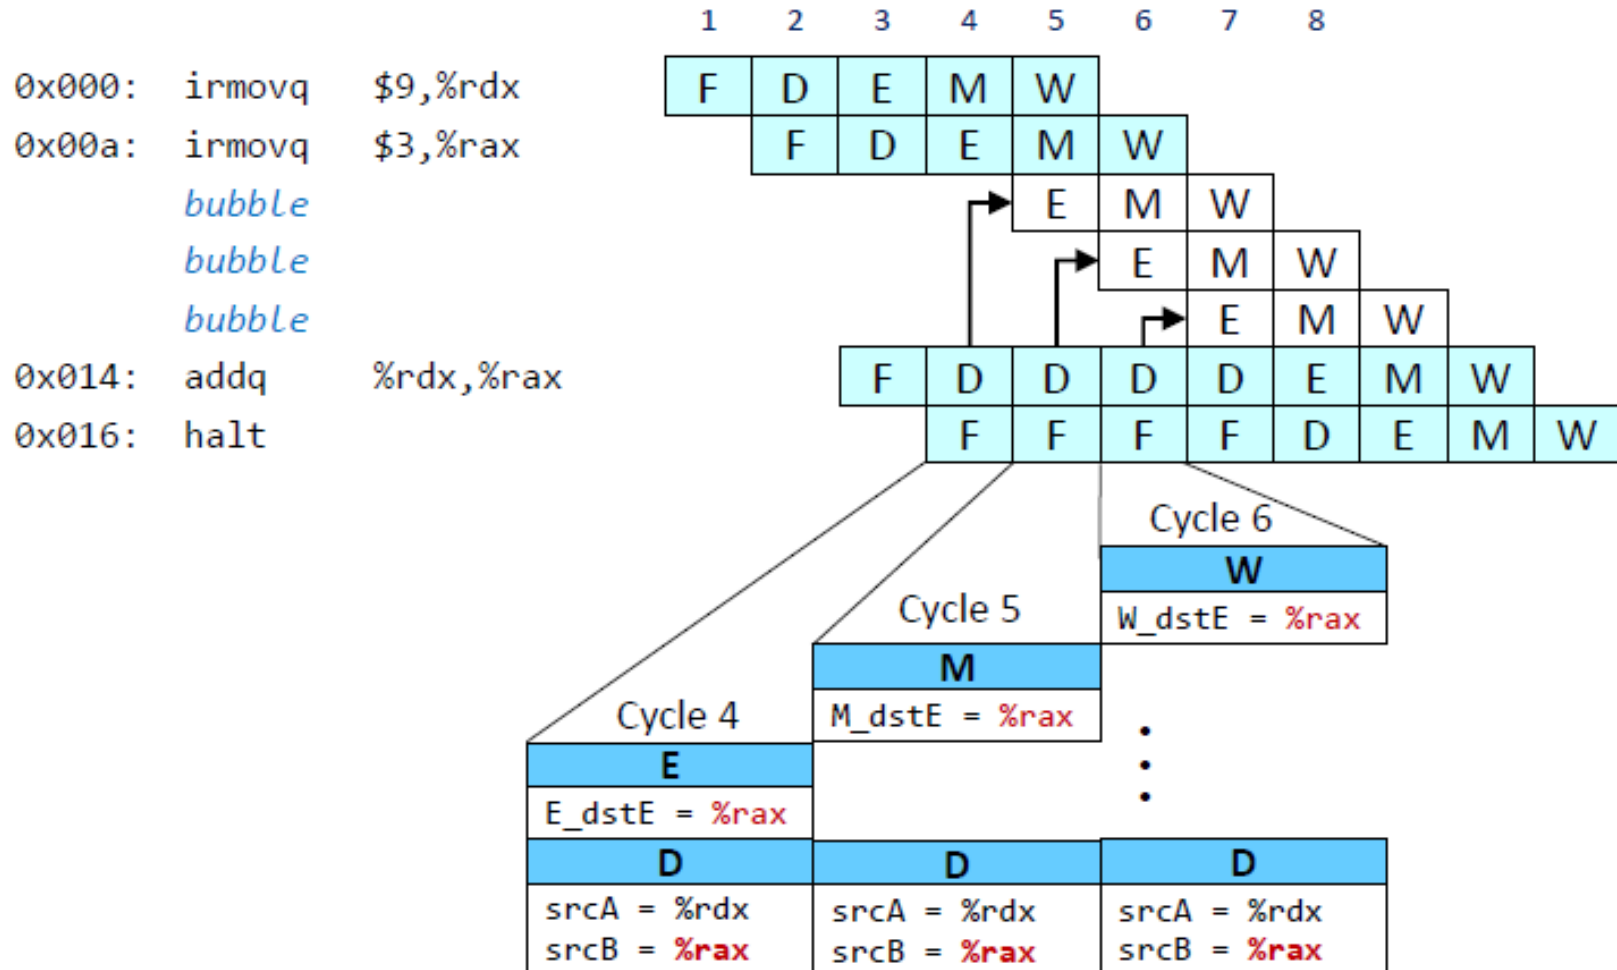 1 2 3 4 5 6 7 8
0x000: irmovq $9,%rdx F D E M W
0x00a: irmovq $3,%rax F D E M W
bubble E M W
bubble E M W
bubble E M W
0x014: addq %rdx,%rax F D D D D E M W
0x016: halt F F F F D E M W
Cycle 6
W
W_dstE = %rax
Cycle 5
M
M_dstE = %rax
Cycle 4
E
E_dstE = %rax
D D D
srcA = %rdx srcA = %rdx srcA = %rdx
srcB = %rax srcB = %rax srcB = %rax